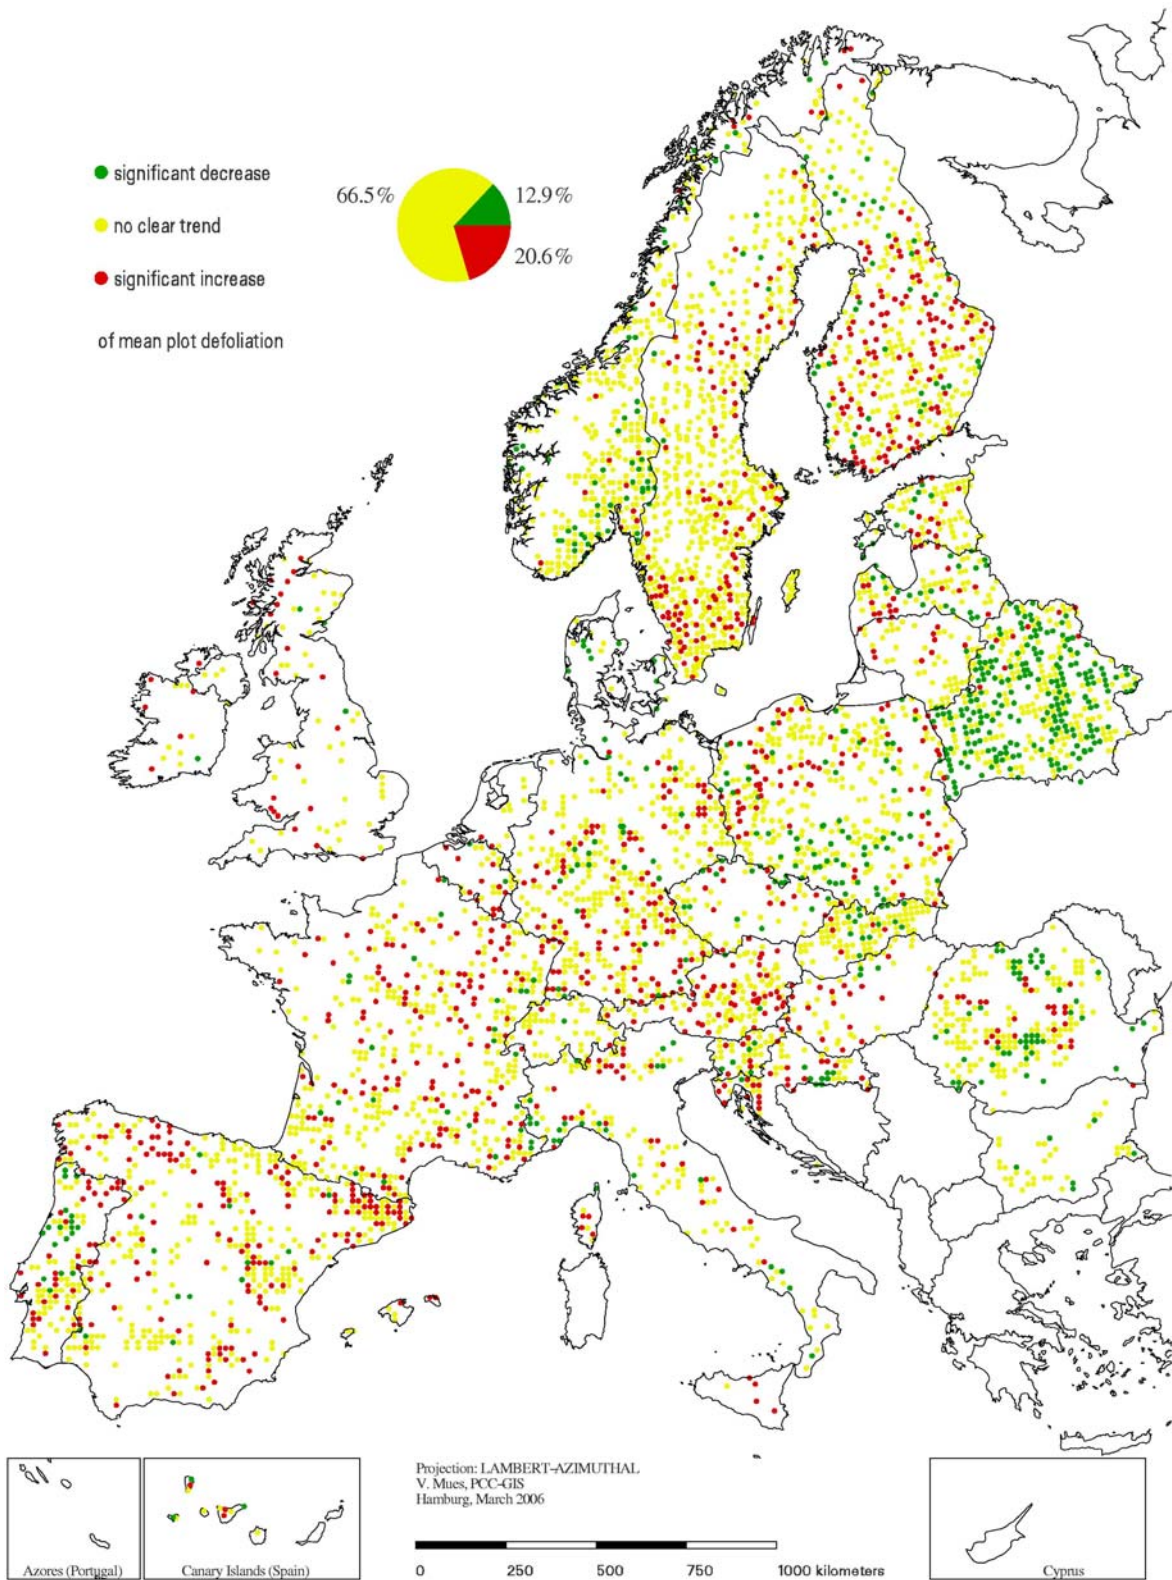 significant decrease
no clear trend
significant increase
of mean plot defoliation
66.5%
12.9%
20.6%
Projection: LAMBERT-AZIMUTHAL
V. Mues, PCC-GIS
Hamburg, March 2006
Azores (Portugal)
Canary Islands (Spain)
0 250 500 750 1000 kilometers
Cyprus